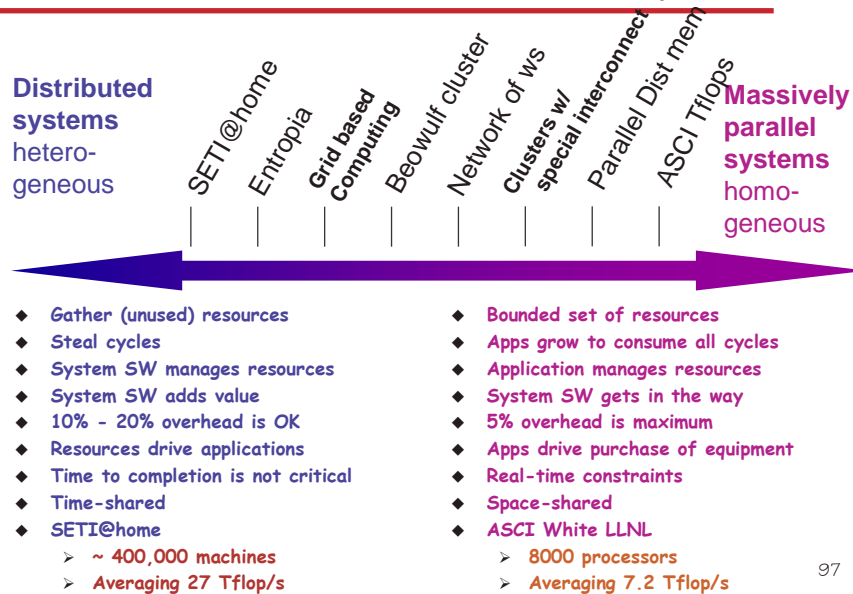 Distributed
systems
hetero-
geneous
SETI@home
Entropia
Grid based
Computing
Beowulf cluster
Network of ws
Clusters w/
special interconnect
Parallel Dist mem
ASCI Tflops
Massively
parallel
systems
homo-
geneous
◆ Gather (unused) resources
◆ Steal cycles
◆ System SW manages resources
◆ System SW adds value
◆ 10% - 20% overhead is OK
◆ Resources drive applications
◆ Time to completion is not critical
◆ Time-shared
◆ SETI@home
➢ ~ 400,000 machines
➢ Averaging 27 Tflop/s
◆ Bounded set of resources
◆ Apps grow to consume all cycles
◆ Application manages resources
◆ System SW gets in the way
◆ 5% overhead is maximum
◆ Apps drive purchase of equipment
◆ Real-time constraints
◆ Space-shared
◆ ASCI White LLNL
➢ 8000 processors
➢ Averaging 7.2 Tflop/s
97